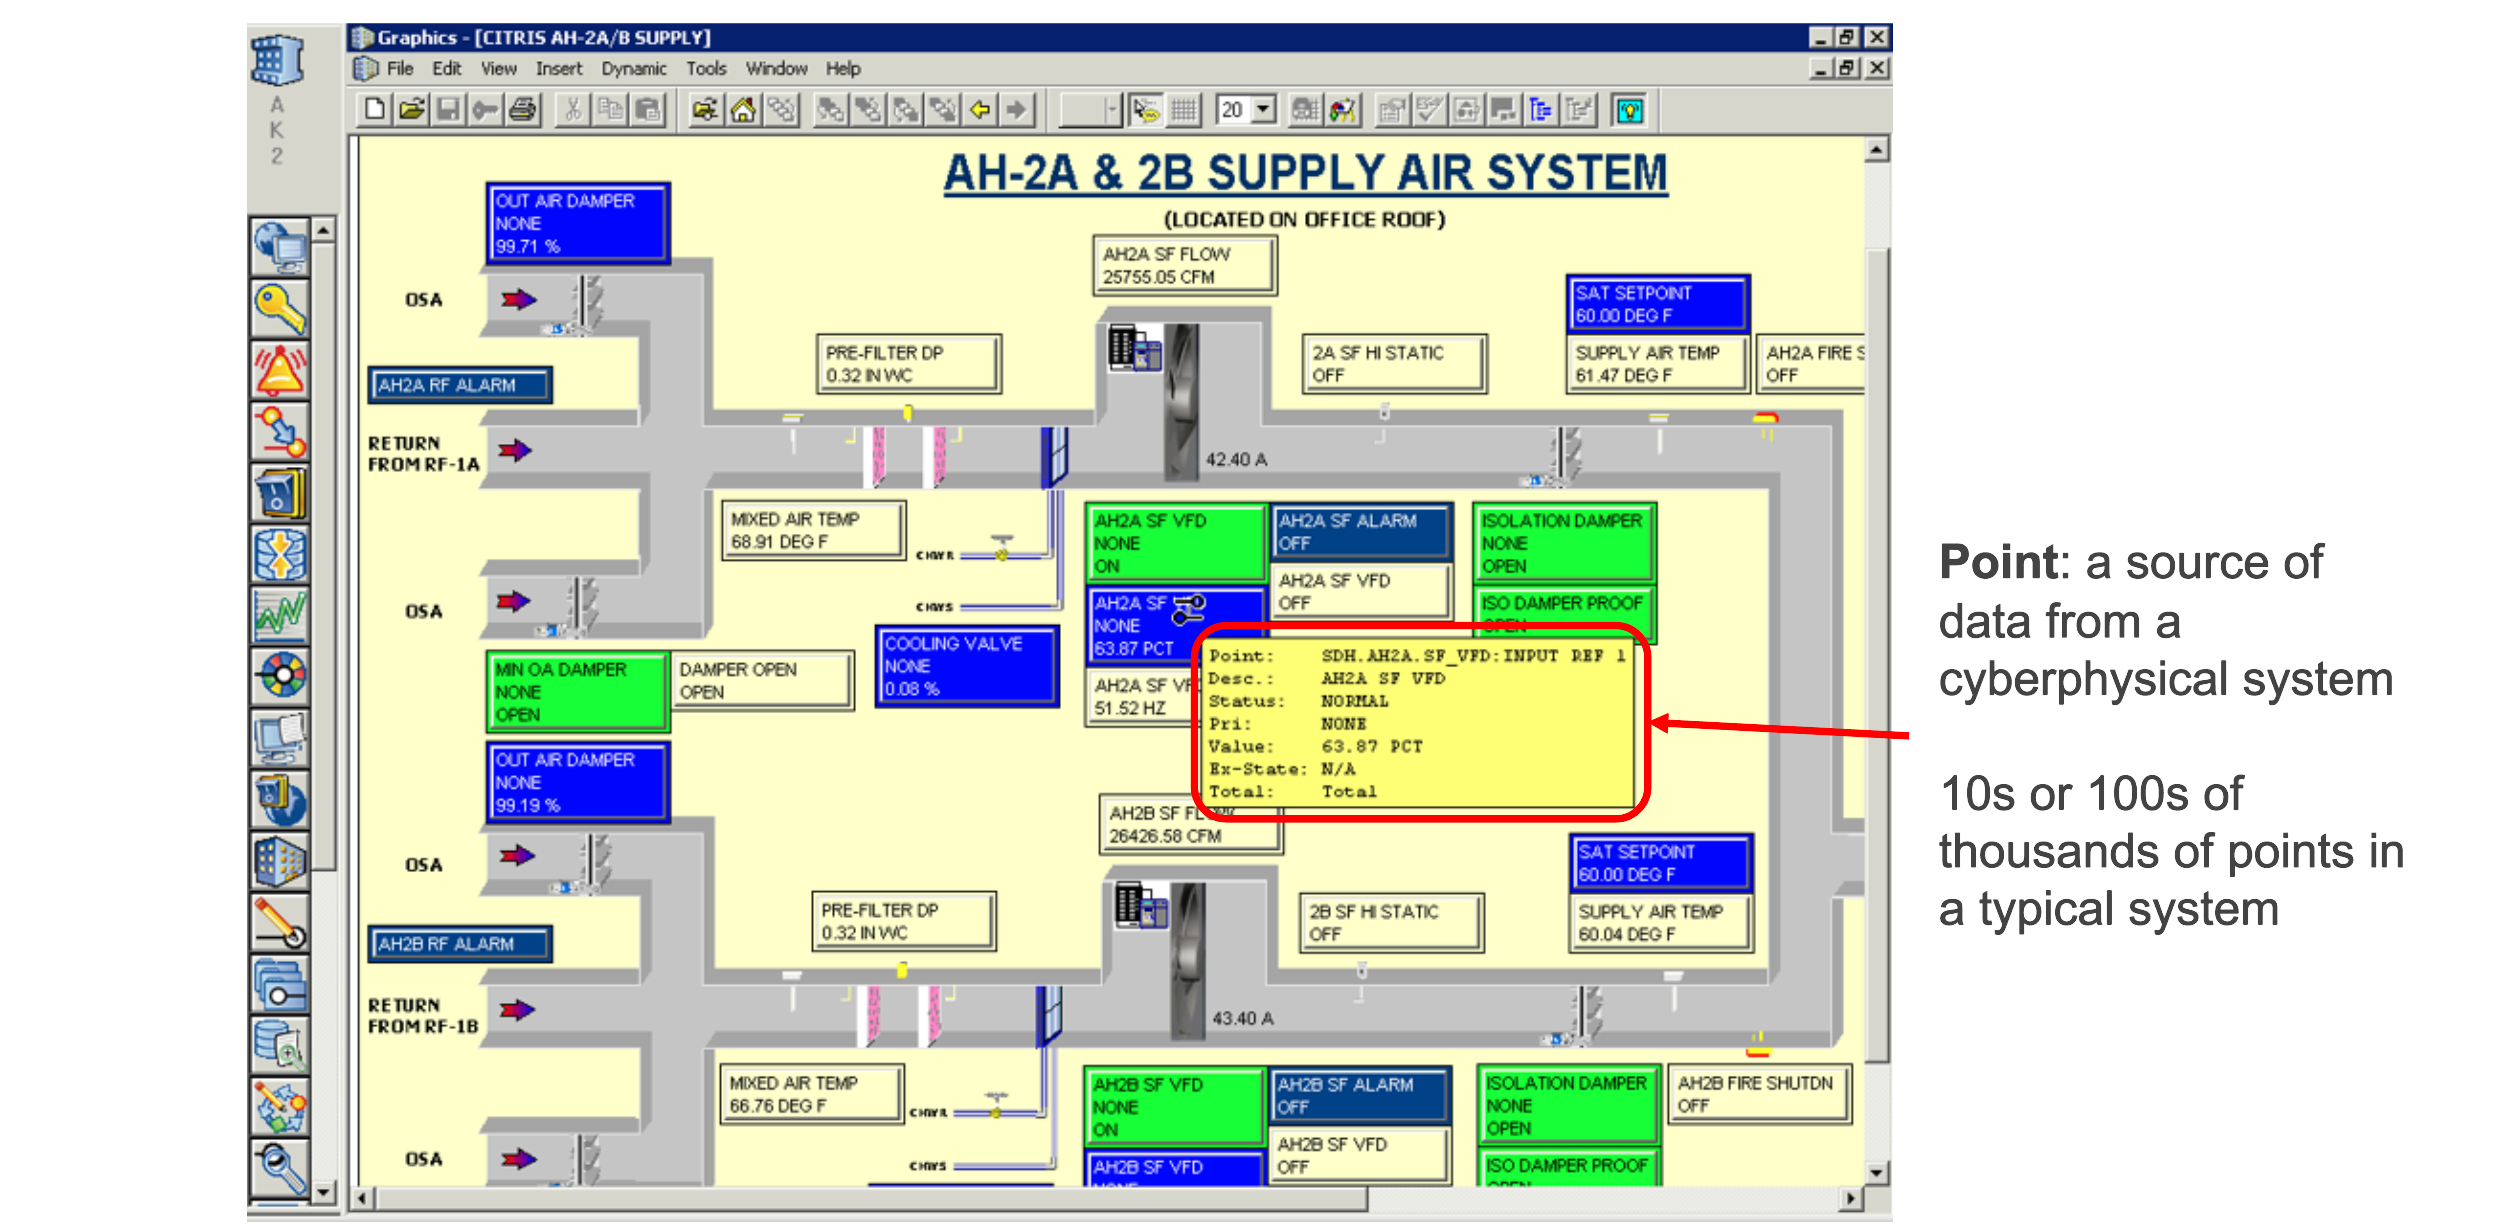 Graphics - [CITRIS AH-2A/B SUPPLY]
File Edit View Insert Dynamic Tools Window Help
A
K
2
20
AH-2A & 2B SUPPLY AIR SYSTEM
(LOCATED ON OFFICE ROOF)
OUT AIR DAMPER
NONE
99.71 %
OSA
AH2A SF FLOW
25755.05 CFM
SAT SETPOINT
60.00 DEG F
PRE-FILTER DP
0.32 IN WC
2A SF HI STATIC
OFF
SUPPLY AIR TEMP
61.47 DEG F
AH2A FIRE S
OFF
AH2A RF ALARM
RETURN
FROM RF-1A
42.40 A
MIXED AIR TEMP
68.91 DEG F
CHWR
CHWS
OSA
AH2A SF VFD
NONE
ON
AH2A SF ALARM
OFF
AH2A SF VFD
OFF
ISOLATION DAMPER
NONE
OPEN
ISO DAMPER PROOF
OPEN
AH2A SF
NONE
63.87 PCT
AH2A SF VFD
51.52 HZ
COOLING VALVE
NONE
0.08 %
MIN OA DAMPER
NONE
OPEN
DAMPER OPEN
OPEN
Point: SDH.AH2A.SF_VFD:INPUT REF 1
Desc.: AH2A SF VFD
Status: NORMAL
Pri: NONE
Value: 63.87 PCT
Ex-State: N/A
Total: Total
OUT AIR DAMPER
NONE
99.19 %
OSA
AH2B SF FLOW
26426.58 CFM
SAT SETPOINT
60.00 DEG F
PRE-FILTER DP
0.32 IN WC
2B SF HI STATIC
OFF
SUPPLY AIR TEMP
60.04 DEG F
AH2B RF ALARM
RETURN
FROM RF-1B
43.40 A
MIXED AIR TEMP
66.76 DEG F
CHWR
CHWS
OSA
AH2B SF VFD
NONE
ON
AH2B SF ALARM
OFF
AH2B SF VFD
OFF
AH2B SF VFD
NONE
ISOLATION DAMPER
NONE
OPEN
ISO DAMPER PROOF
OPEN
AH2B FIRE SHUTDN
OFF
Point: a source of
data from a
cyberphysical system
10s or 100s of
thousands of points in
a typical system